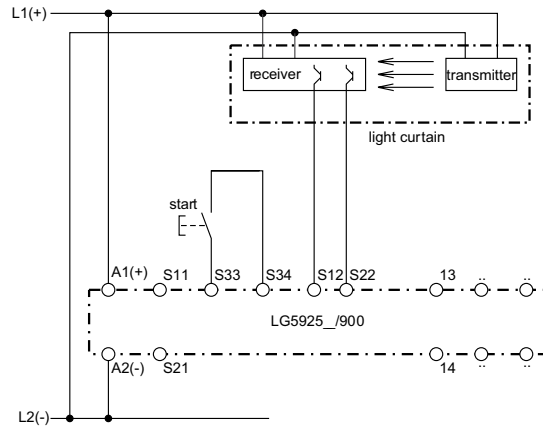 L1(+)
receiver
transmitter
light curtain
start
A1(+) S11 S33 S34 S12 S22 13 .. ..
LG5925__/900
A2(-) S21 14 .. ..
L2(-)